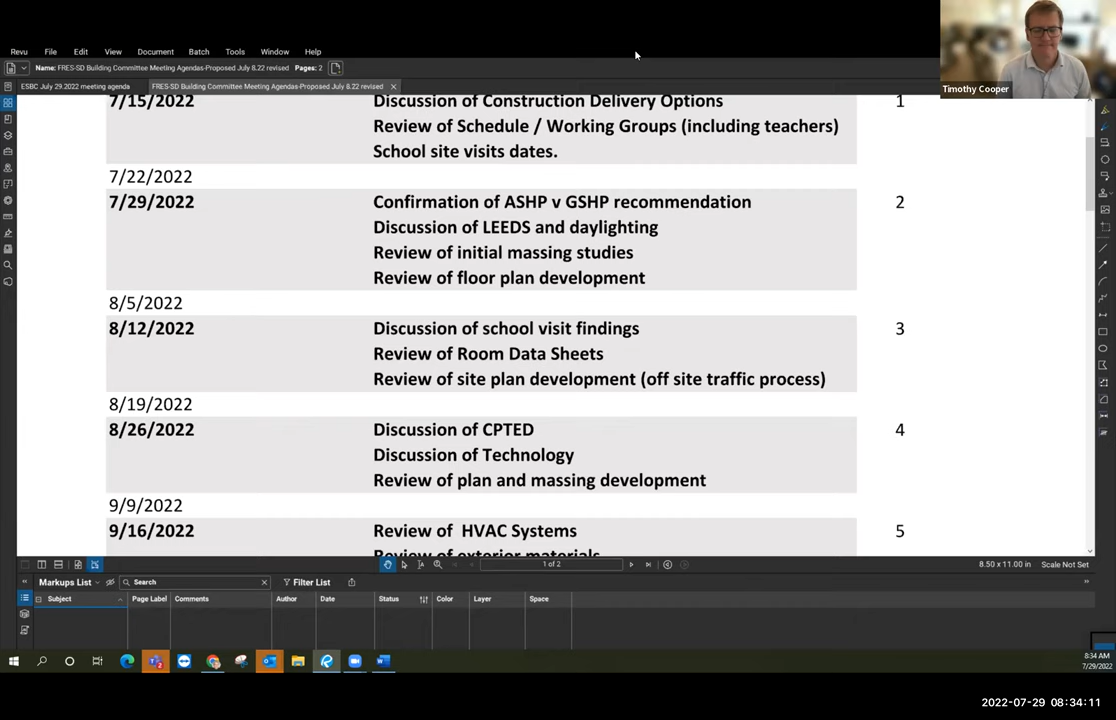 Revu File Edit View Document Batch Tools Window Help
Name: FRES-SD Building Committee Meeting Agendas-Proposed July 8.22 revised Pages: 2
ESBC July 29.2022 meeting agenda FRES-SD Building Committee Meeting Agendas-Proposed July 8.22 revised
Timothy Cooper
7/15/2022 Discussion of Construction Delivery Options 1
Review of Schedule / Working Groups (including teachers)
School site visits dates.
7/22/2022
7/29/2022 Confirmation of ASHP v GSHP recommendation 2
Discussion of LEEDS and daylighting
Review of initial massing studies
Review of floor plan development
8/5/2022
8/12/2022 Discussion of school visit findings 3
Review of Room Data Sheets
Review of site plan development (off site traffic process)
8/19/2022
8/26/2022 Discussion of CPTED 4
Discussion of Technology
Review of plan and massing development
9/9/2022
9/16/2022 Review of HVAC Systems 5
Review of exterior materials
1 of 2 8.50 x 11.00 in Scale Not Set
Markups List Search Filter List
Subject Page Label Comments Author Date Status Color Layer Space
8:34 AM
7/29/2022
2022-07-29 08:34:11